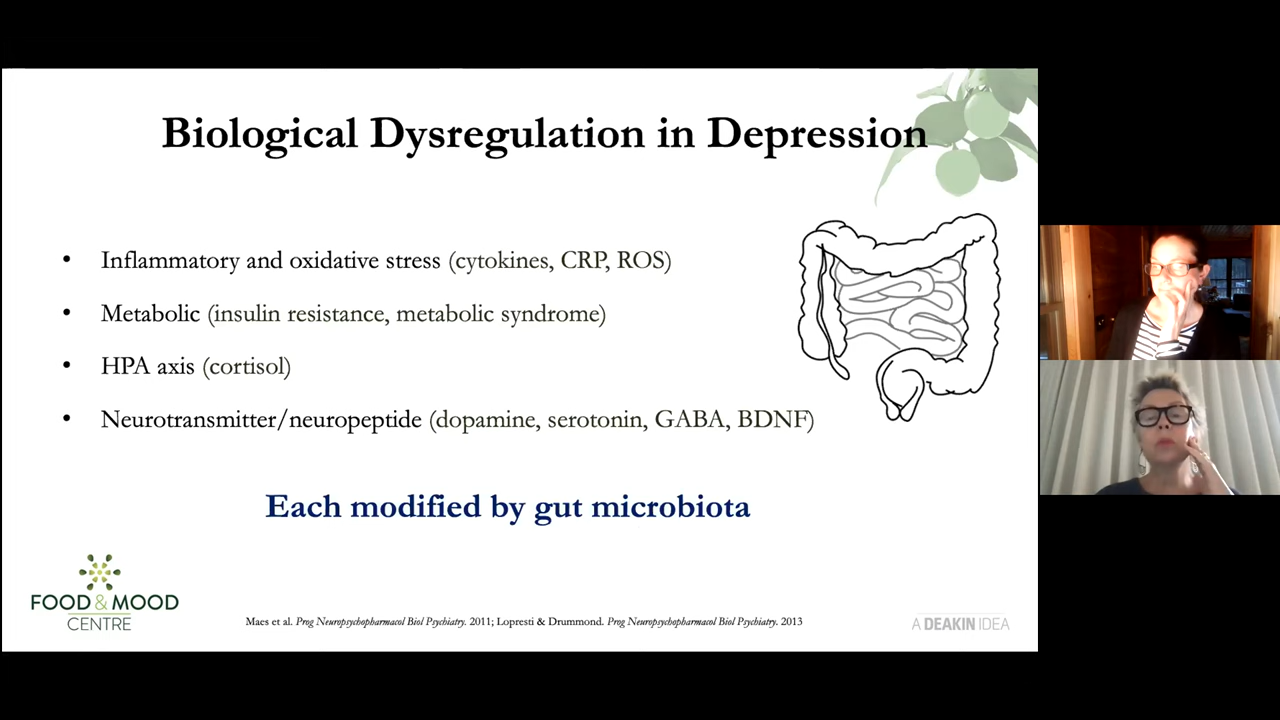 Biological Dysregulation in Depression
• Inflammatory and oxidative stress (cytokines, CRP, ROS)
• Metabolic (insulin resistance, metabolic syndrome)
• HPA axis (cortisol)
• Neurotransmitter/neuropeptide (dopamine, serotonin, GABA, BDNF)
Each modified by gut microbiota
FOOD & MOOD
CENTRE
Maes et al. Prog Neuropsychopharmacol Biol Psychiatry. 2011; Lopresti & Drummond. Prog Neuropsychopharmacol Biol Psychiatry. 2013
A DEAKIN IDEA